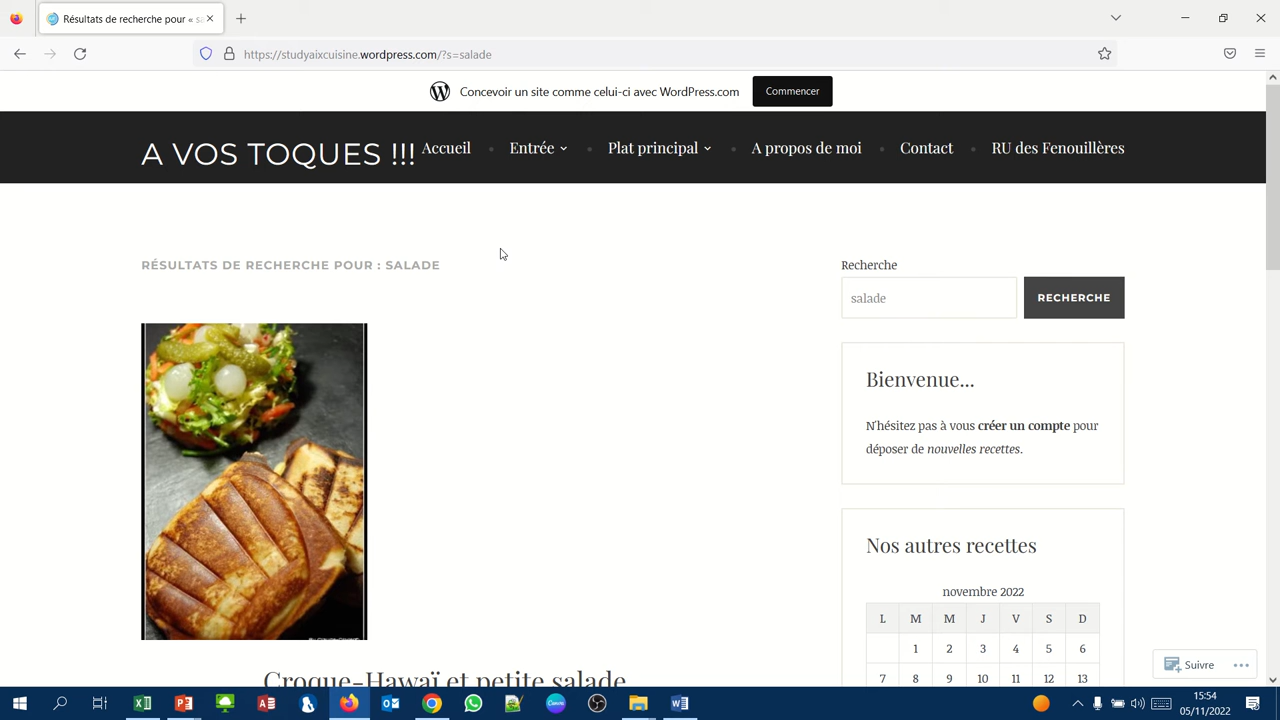 Résultats de recherche pour «
https://studyaixcuisine.wordpress.com/?s=salade
Concevoir un site comme celui-ci avec WordPress.com
Commencer
A VOS TOQUES !!!
Accueil
Entrée
Plat principal
A propos de moi
Contact
RU des Fenouillères
RÉSULTATS DE RECHERCHE POUR : SALADE
Recherche
salade
RECHERCHE
Bienvenue...
N'hésitez pas à vous créer un compte pour
déposer de nouvelles recettes.
Nos autres recettes
novembre 2022
L M M J V S D
1 2 3 4 5 6
7 8 9 10 11 12 13
Croque-Hawaï et petite salade
Suivre
15:54
05/11/2022